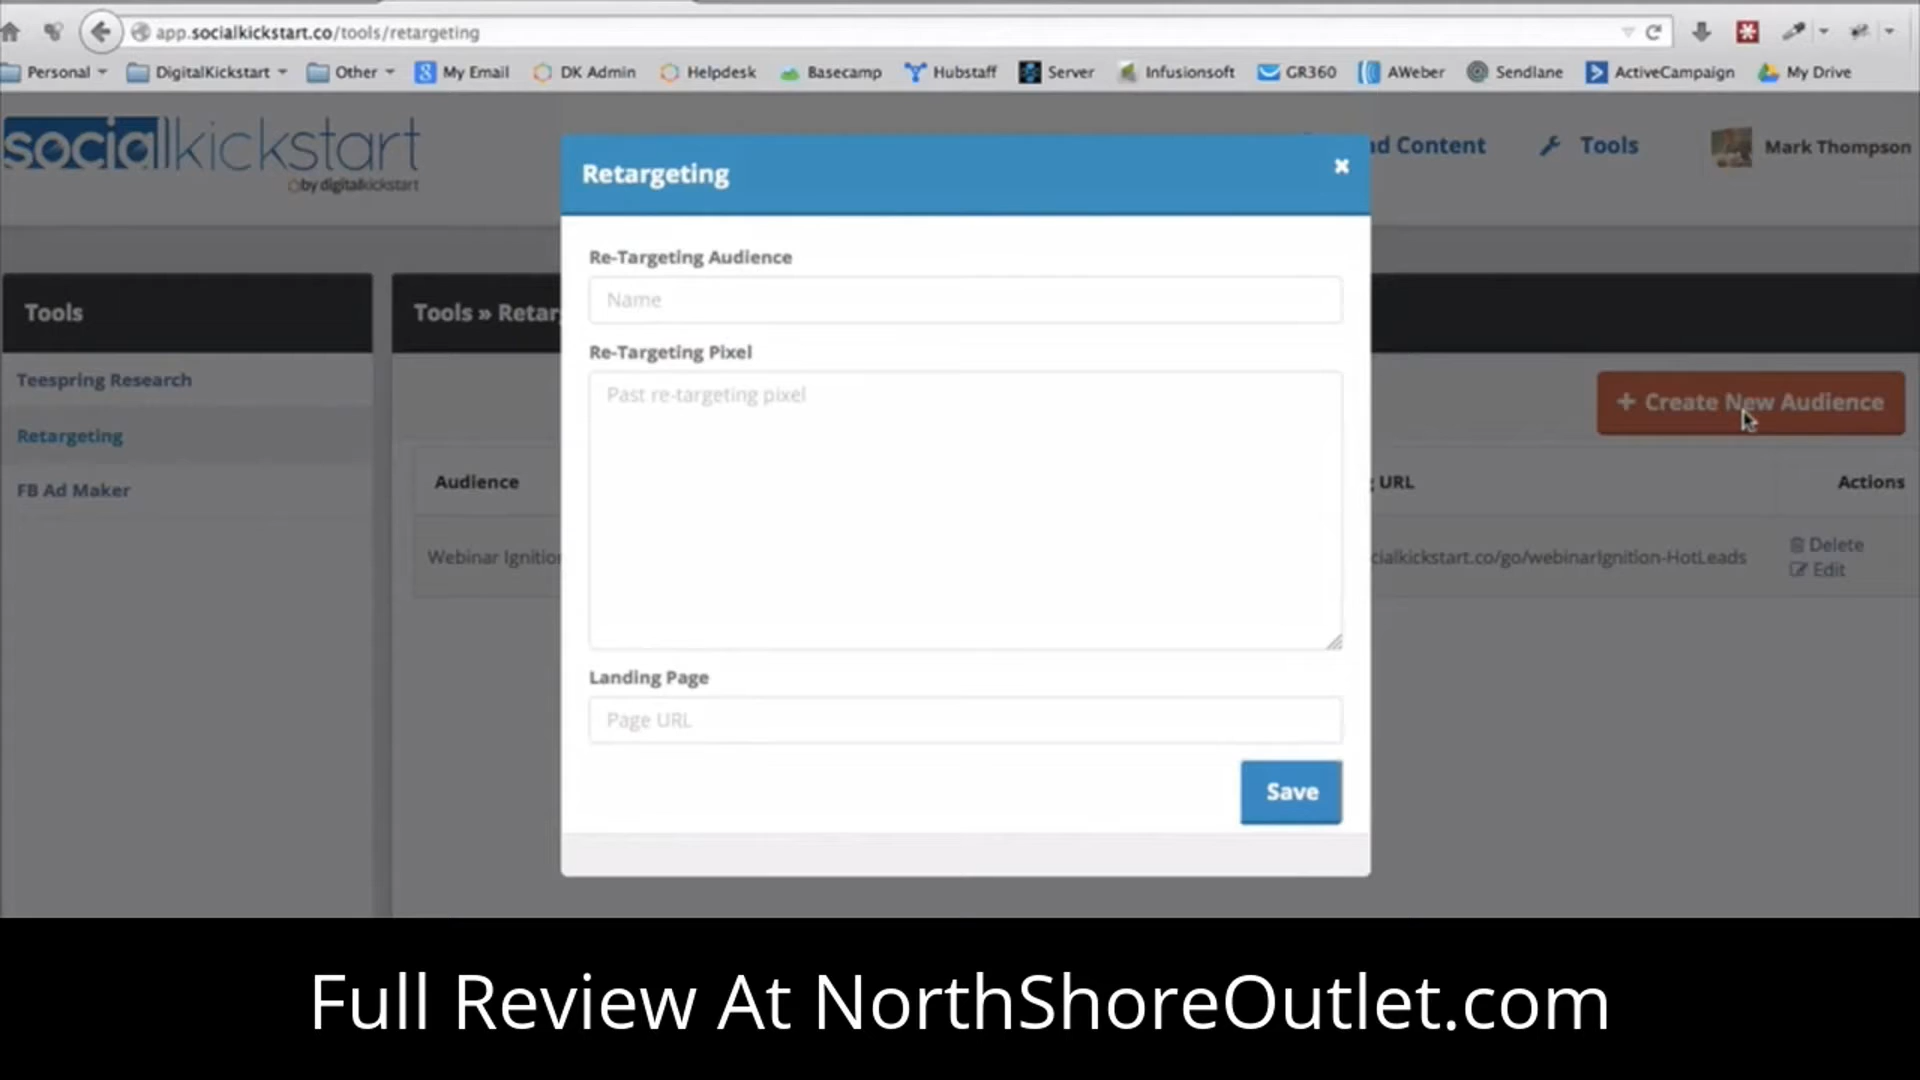 app.socialkickstart.co/tools/retargeting
Personal DigitalKickstart Other My Email DK Admin Helpdesk Basecamp Hubstaff Server Infusionsoft GR360 AWeber Sendlane ActiveCampaign My Drive
socialkickstart
by digitalkickstart
Content Tools Mark Thompson
Retargeting
Re-Targeting Audience
Name
Re-Targeting Pixel
Past re-targeting pixel
Landing Page
Page URL
Save
Tools
Teespring Research
Retargeting
FB Ad Maker
Tools » Retar
+ Create New Audience
Audience URL Actions
Webinar Ignition cialkickstart.co/go/webinarIgnition-HotLeads Delete
Edit
Full Review At NorthShoreOutlet.com